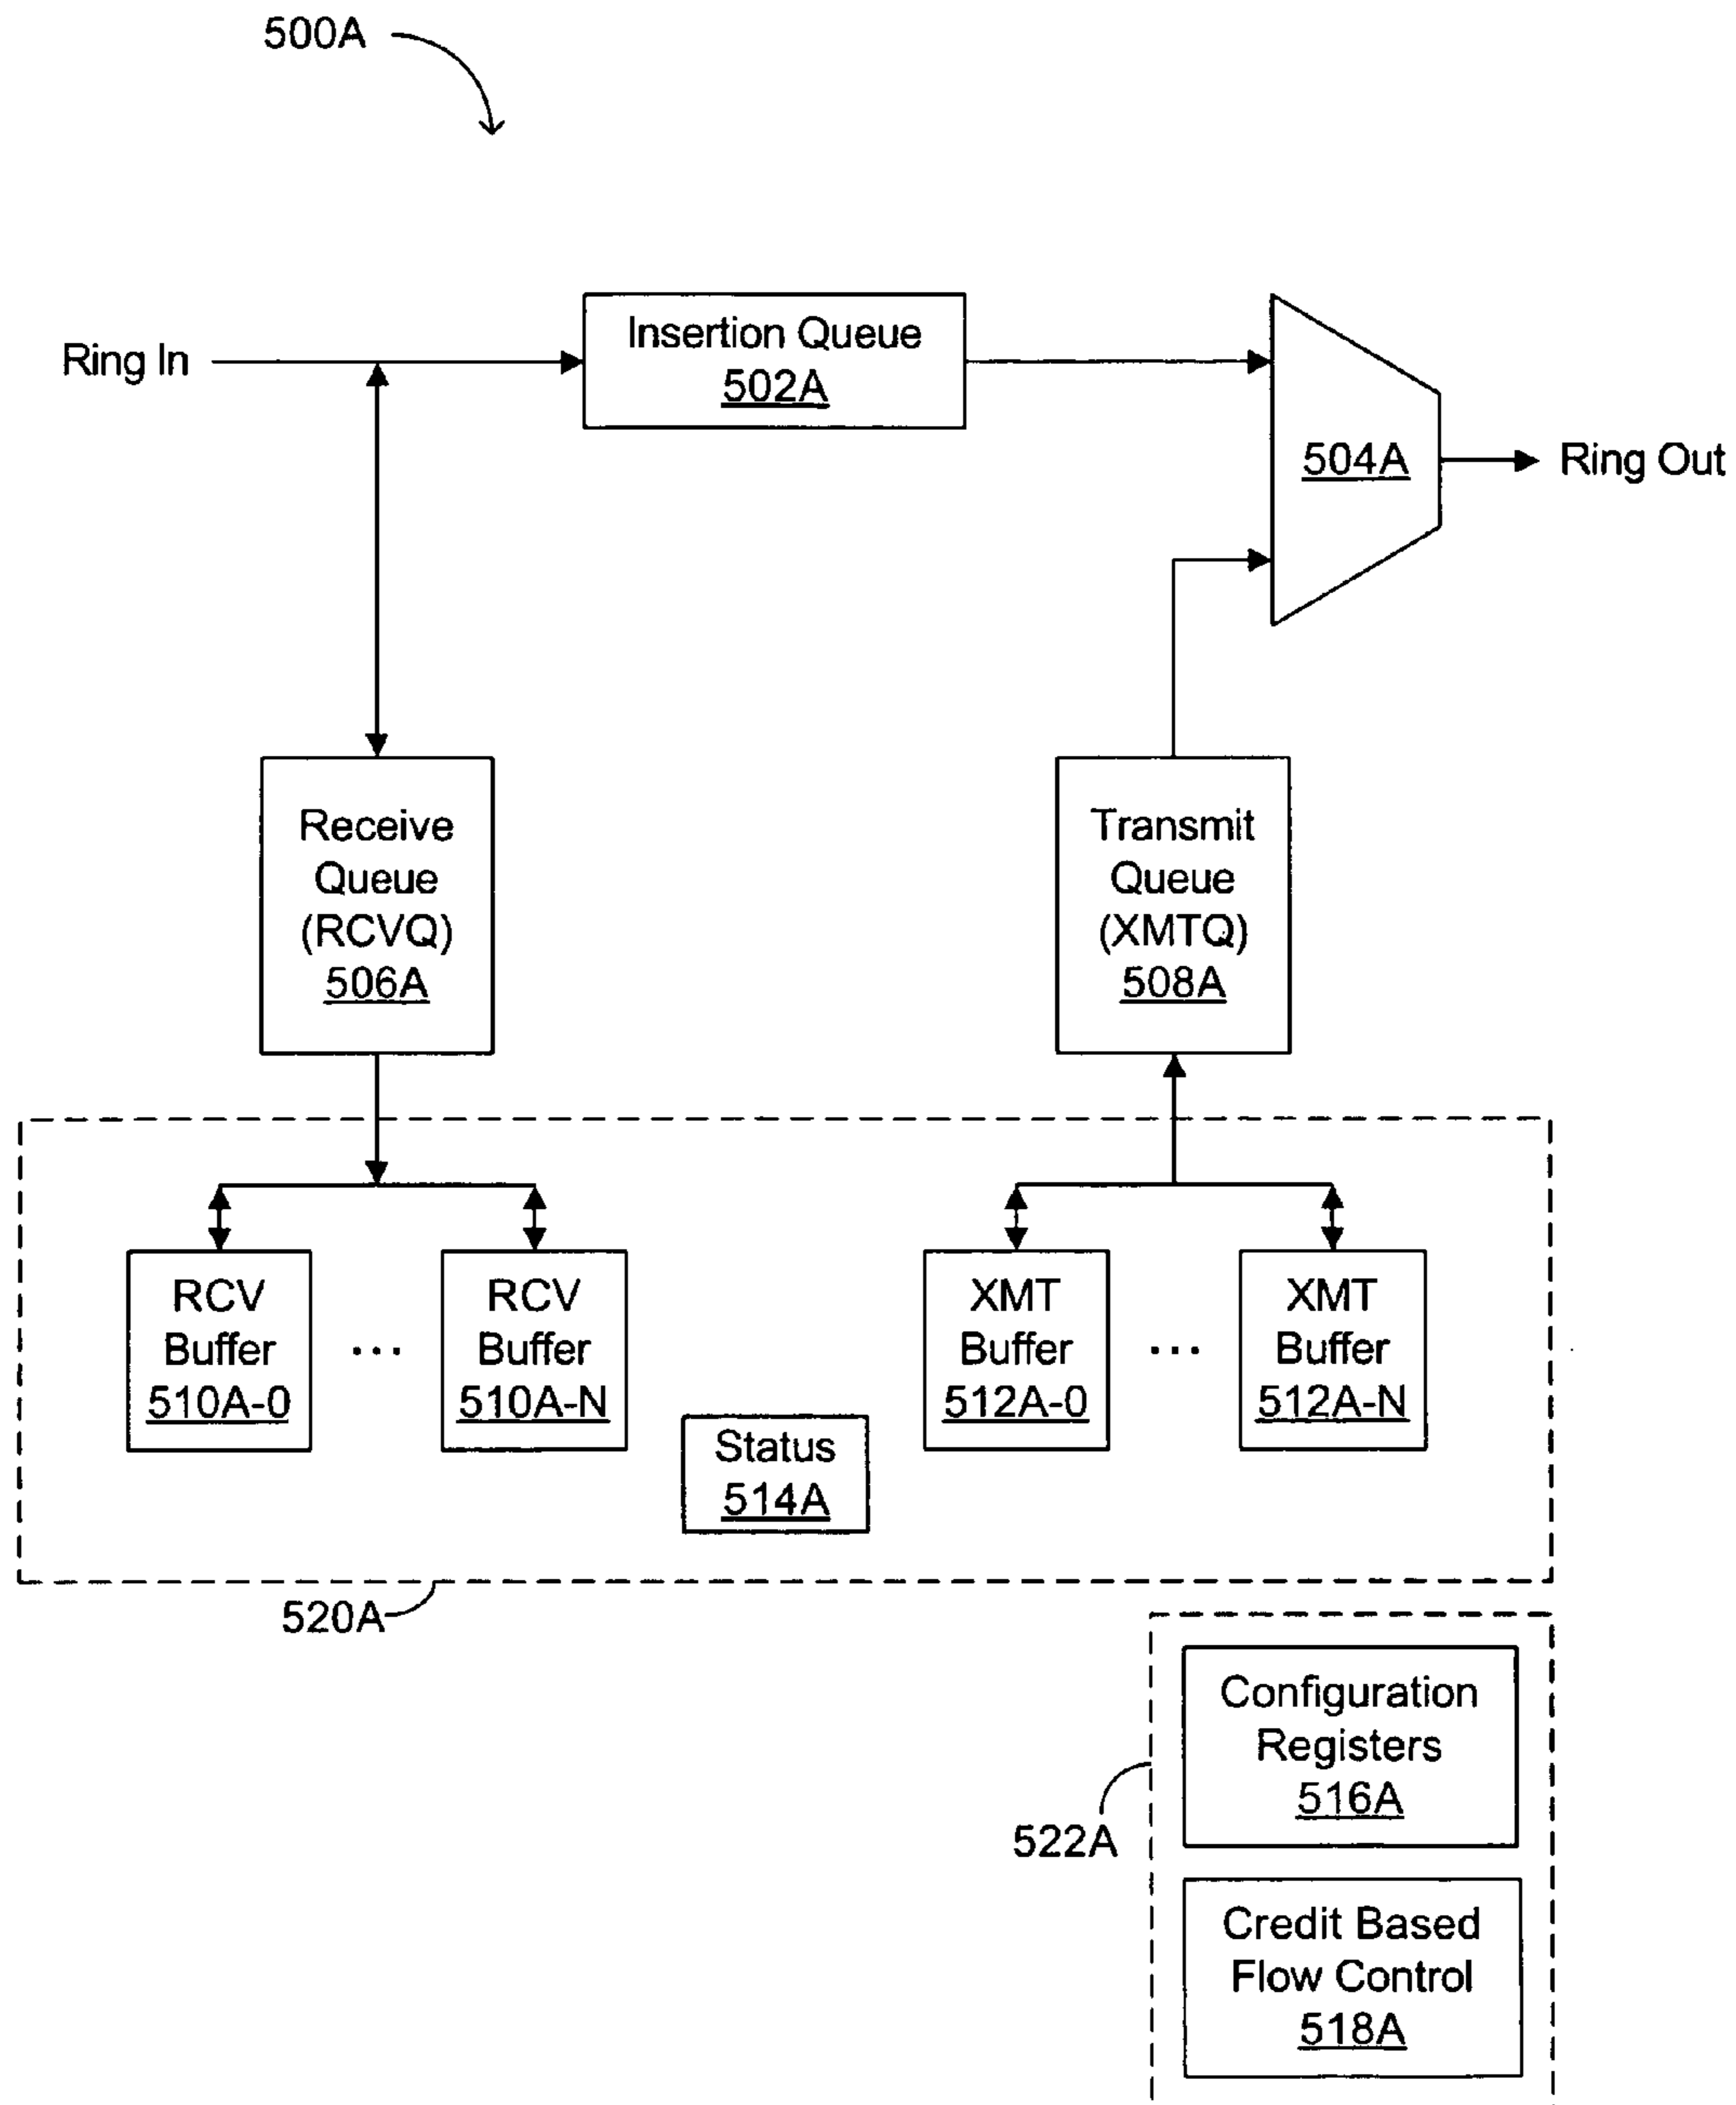 500A
Ring In
Insertion Queue
502A
504A
Ring Out
Receive
Queue
(RCVQ)
506A
Transmit
Queue
(XMTQ)
508A
RCV
Buffer
510A-0
...
RCV
Buffer
510A-N
Status
514A
XMT
Buffer
512A-0
...
XMT
Buffer
512A-N
520A
522A
Configuration
Registers
516A
Credit Based
Flow Control
518A